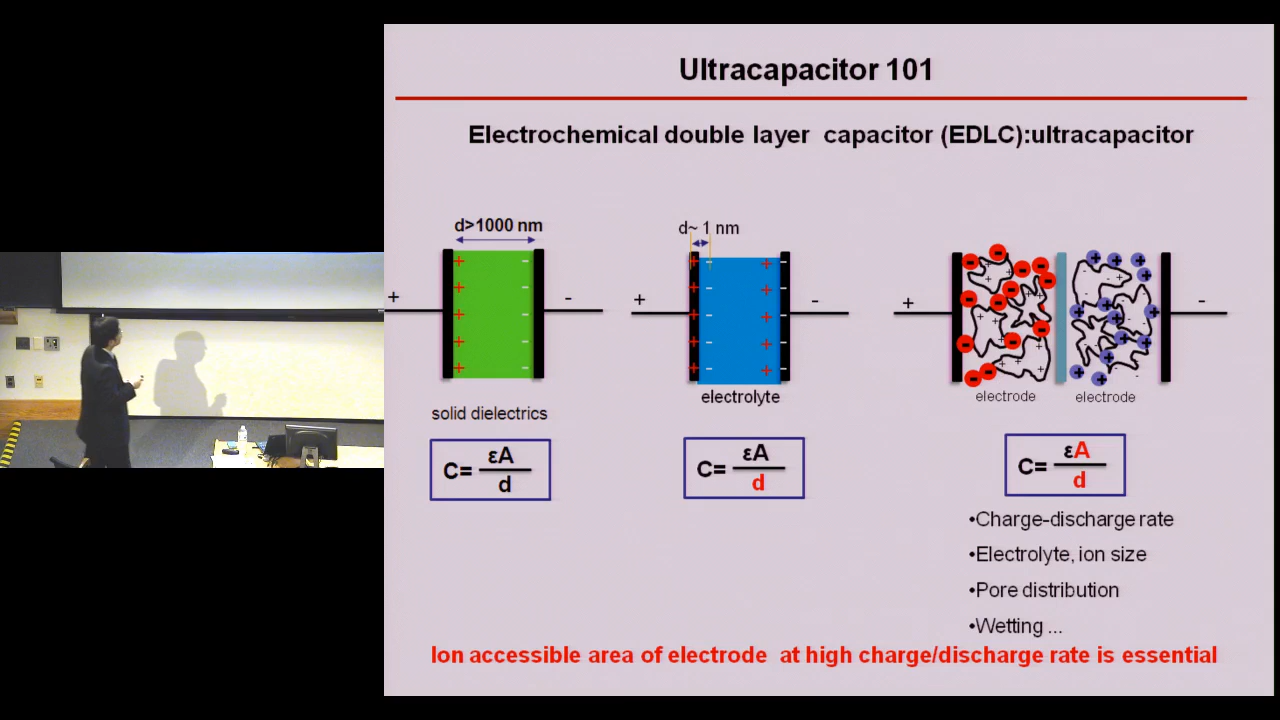 Ultracapacitor 101
Electrochemical double layer capacitor (EDLC):ultracapacitor
d>1000 nm
d~ 1 nm
+ -
+ -
+ -
solid dielectrics
electrolyte
electrode electrode
C= εA
d
C= εA
d
C= εA
d
•Charge-discharge rate
•Electrolyte, ion size
•Pore distribution
•Wetting ...
Ion accessible area of electrode at high charge/discharge rate is essential